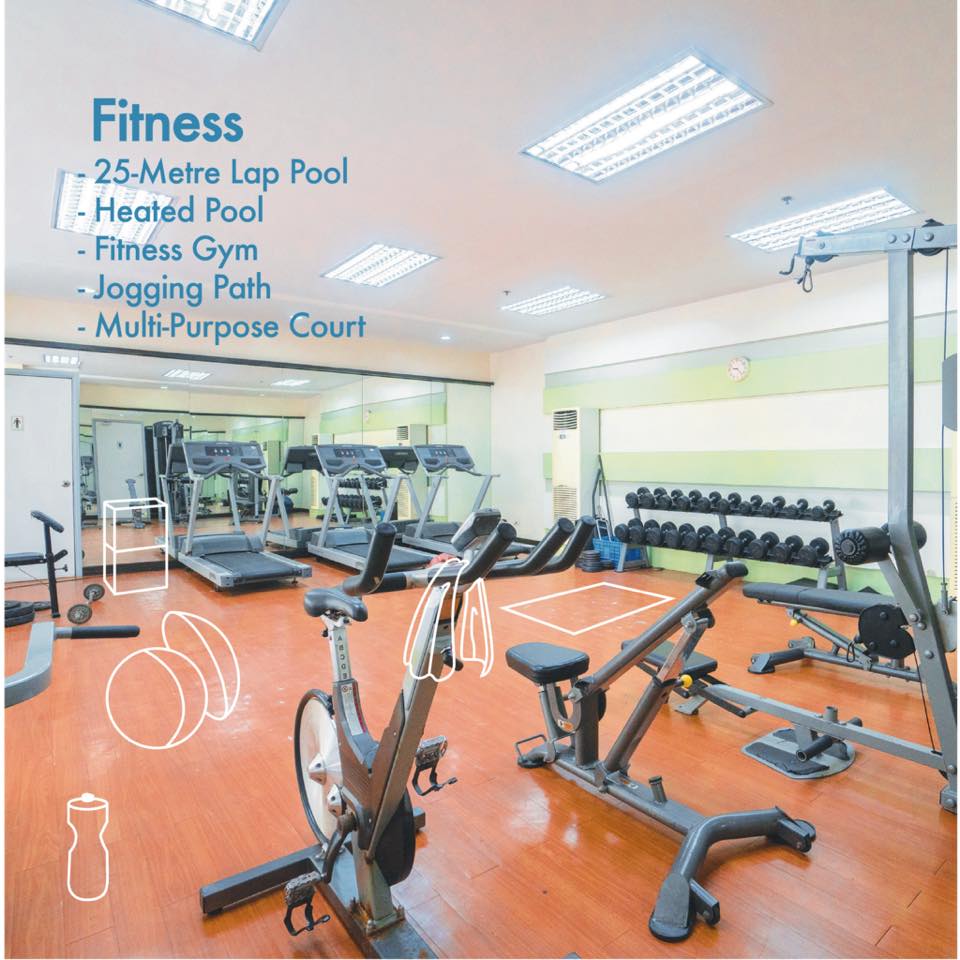 Fitness
- 25-Metre Lap Pool
- Heated Pool
- Fitness Gym
- Jogging Path
- Multi-Purpose Court